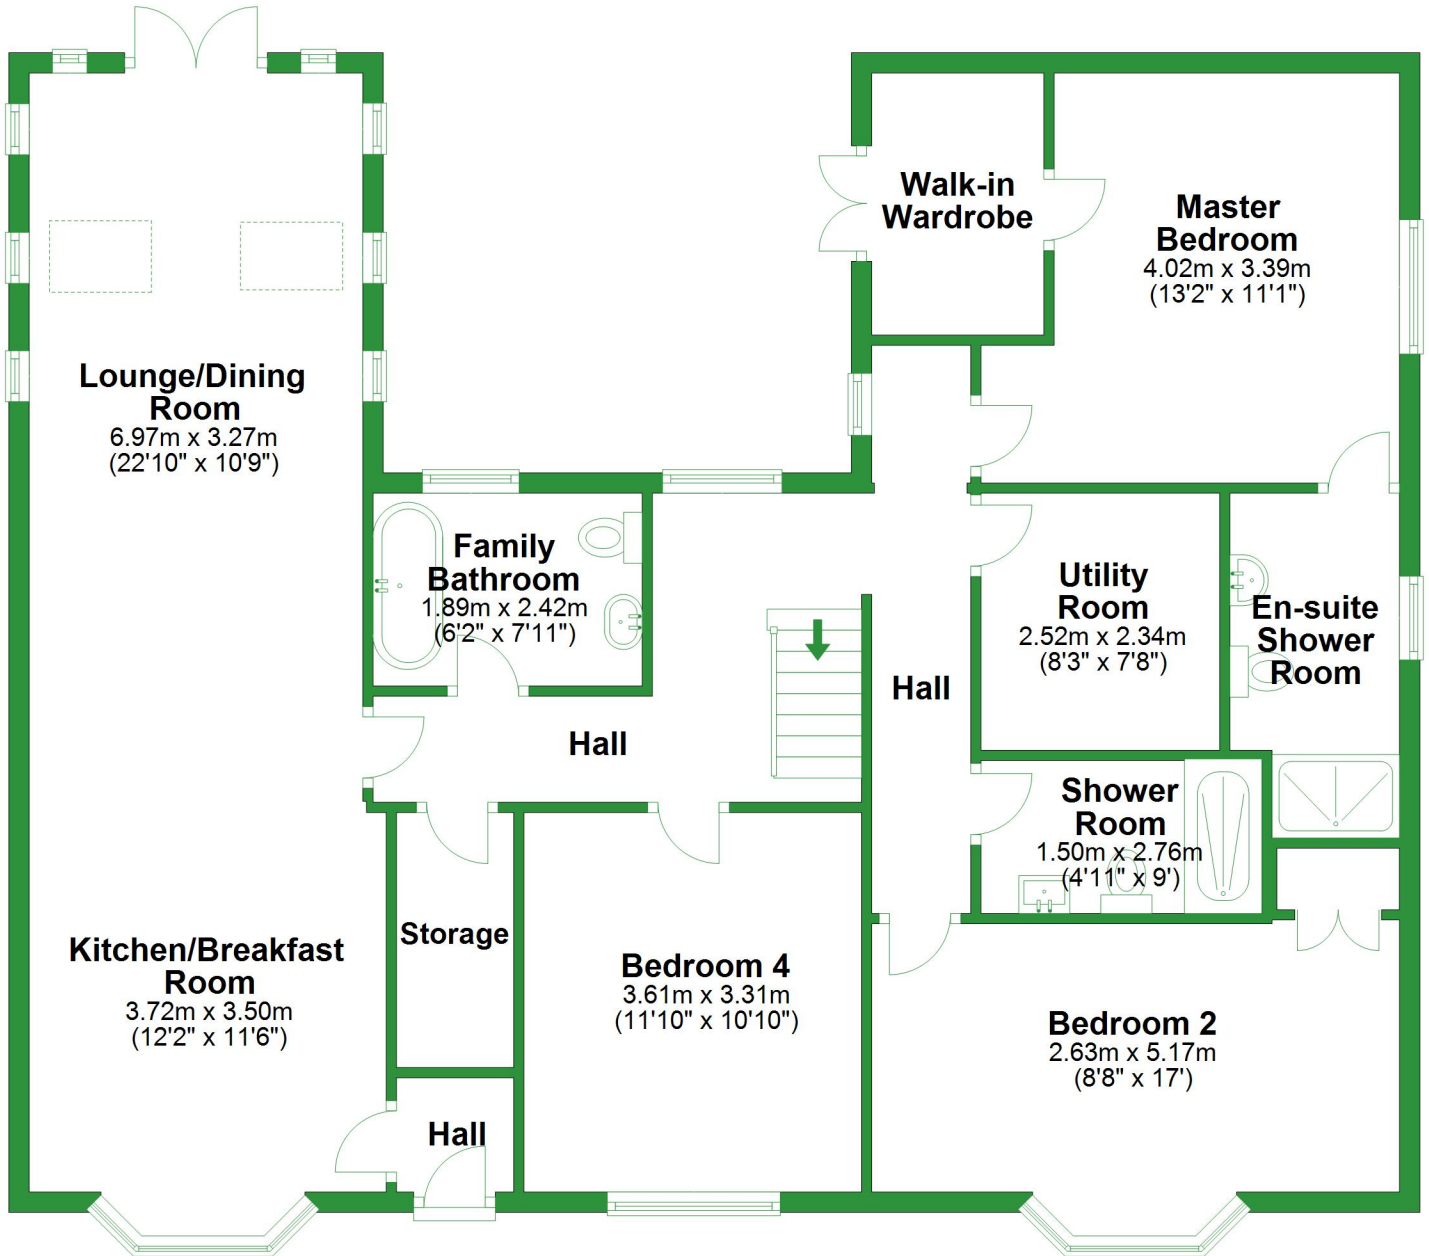 Walk-in
Wardrobe
Master
Bedroom
4.02m x 3.39m
(13'2" x 11'1")
Lounge/Dining
Room
6.97m x 3.27m
(22'10" x 10'9")
Family
Bathroom
1.89m x 2.42m
(6'2" x 7'11")
Utility
Room
2.52m x 2.34m
(8'3" x 7'8")
En-suite
Shower
Room
Hall
Hall
Shower
Room
1.50m x 2.76m
(4'11" x 9')
Storage
Kitchen/Breakfast
Room
3.72m x 3.50m
(12'2" x 11'6")
Bedroom 4
3.61m x 3.31m
(11'10" x 10'10")
Bedroom 2
2.63m x 5.17m
(8'8" x 17')
Hall